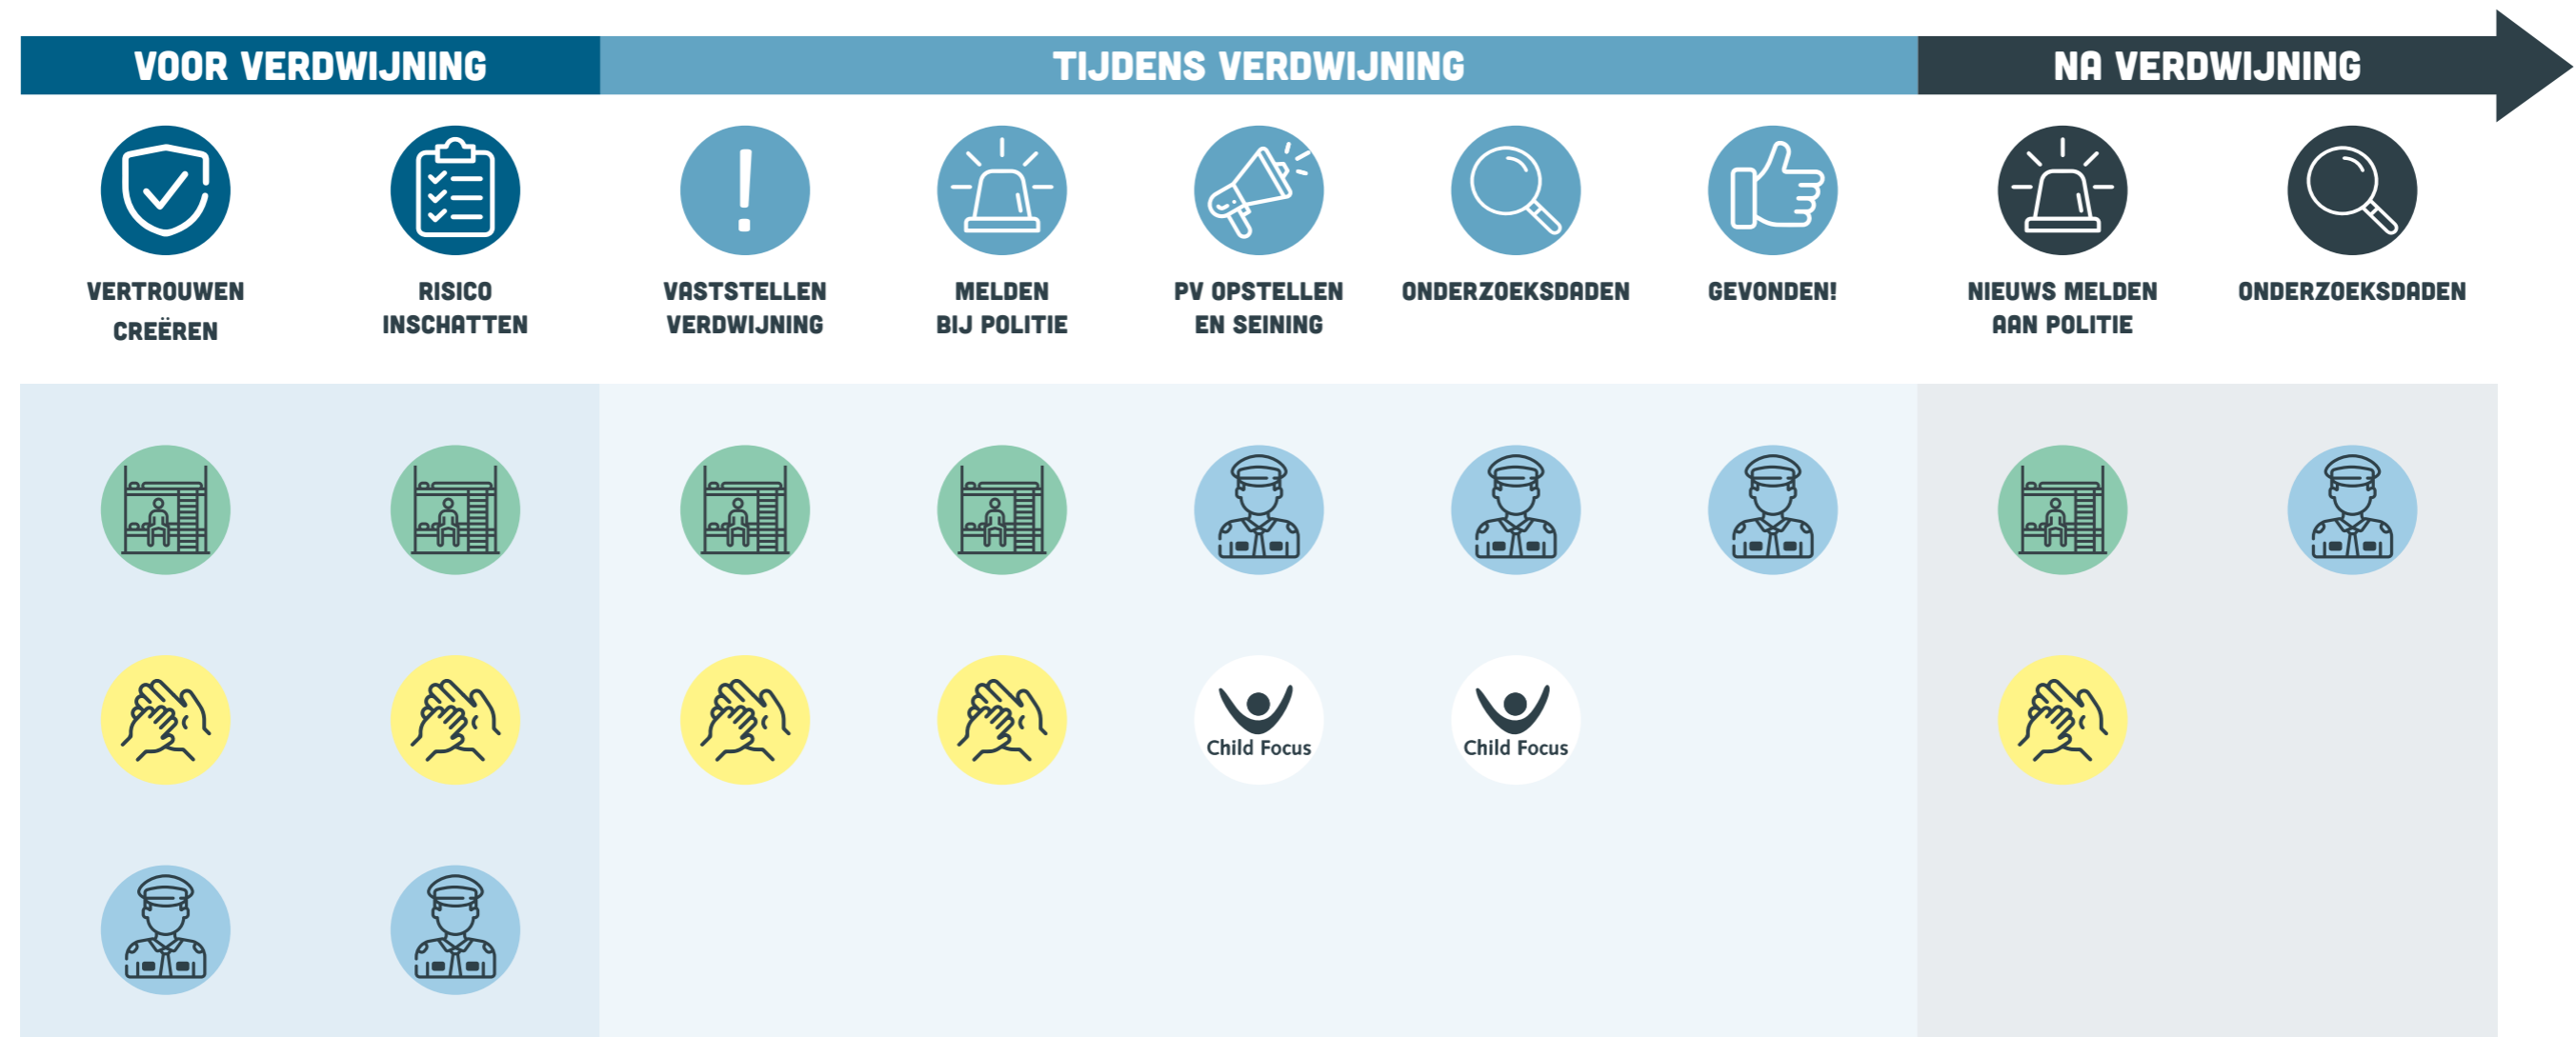 VOOR VERDWIJNING
TIJDENS VERDWIJNING
NA VERDWIJNING
VERTROUWEN
CREËREN
RISICO
INSCHATTEN
VASTSTELLEN
VERDWIJNING
MELDEN
BIJ POLITIE
PV OPSTELLEN
EN SEINING
ONDERZOEKSDADEN
GEVONDEN!
NIEUWS MELDEN
AAN POLITIE
ONDERZOEKSDADEN
Child Focus
Child Focus